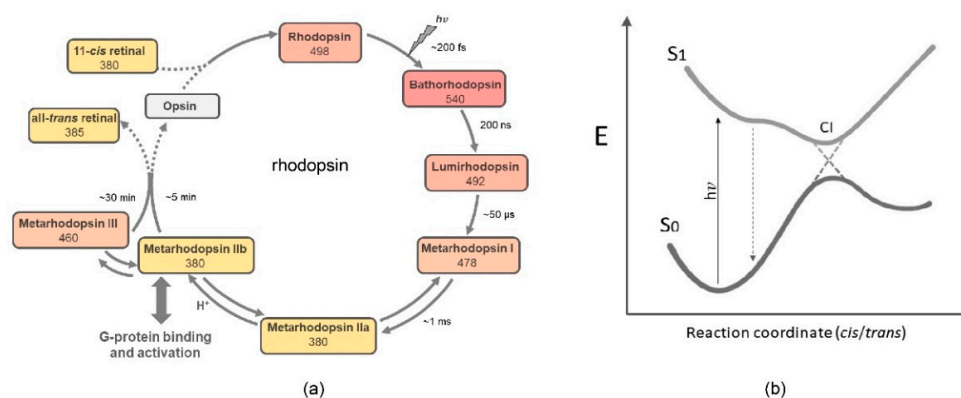 hν
~200 fs
Rhodopsin
498
11-cis retinal
380
Bathorhodopsin
540
Opsin
all-trans retinal
385
200 ns
rhodopsin
Lumirhodopsin
492
~30 min
~5 min
~50 µs
Metarhodopsin III
460
Metarhodopsin IIb
380
Metarhodopsin I
478
H+
~1 ms
Metarhodopsin IIa
380
G-protein binding
and activation
(a)
S1
CI
E
hν
S0
Reaction coordinate (cis/trans)
(b)